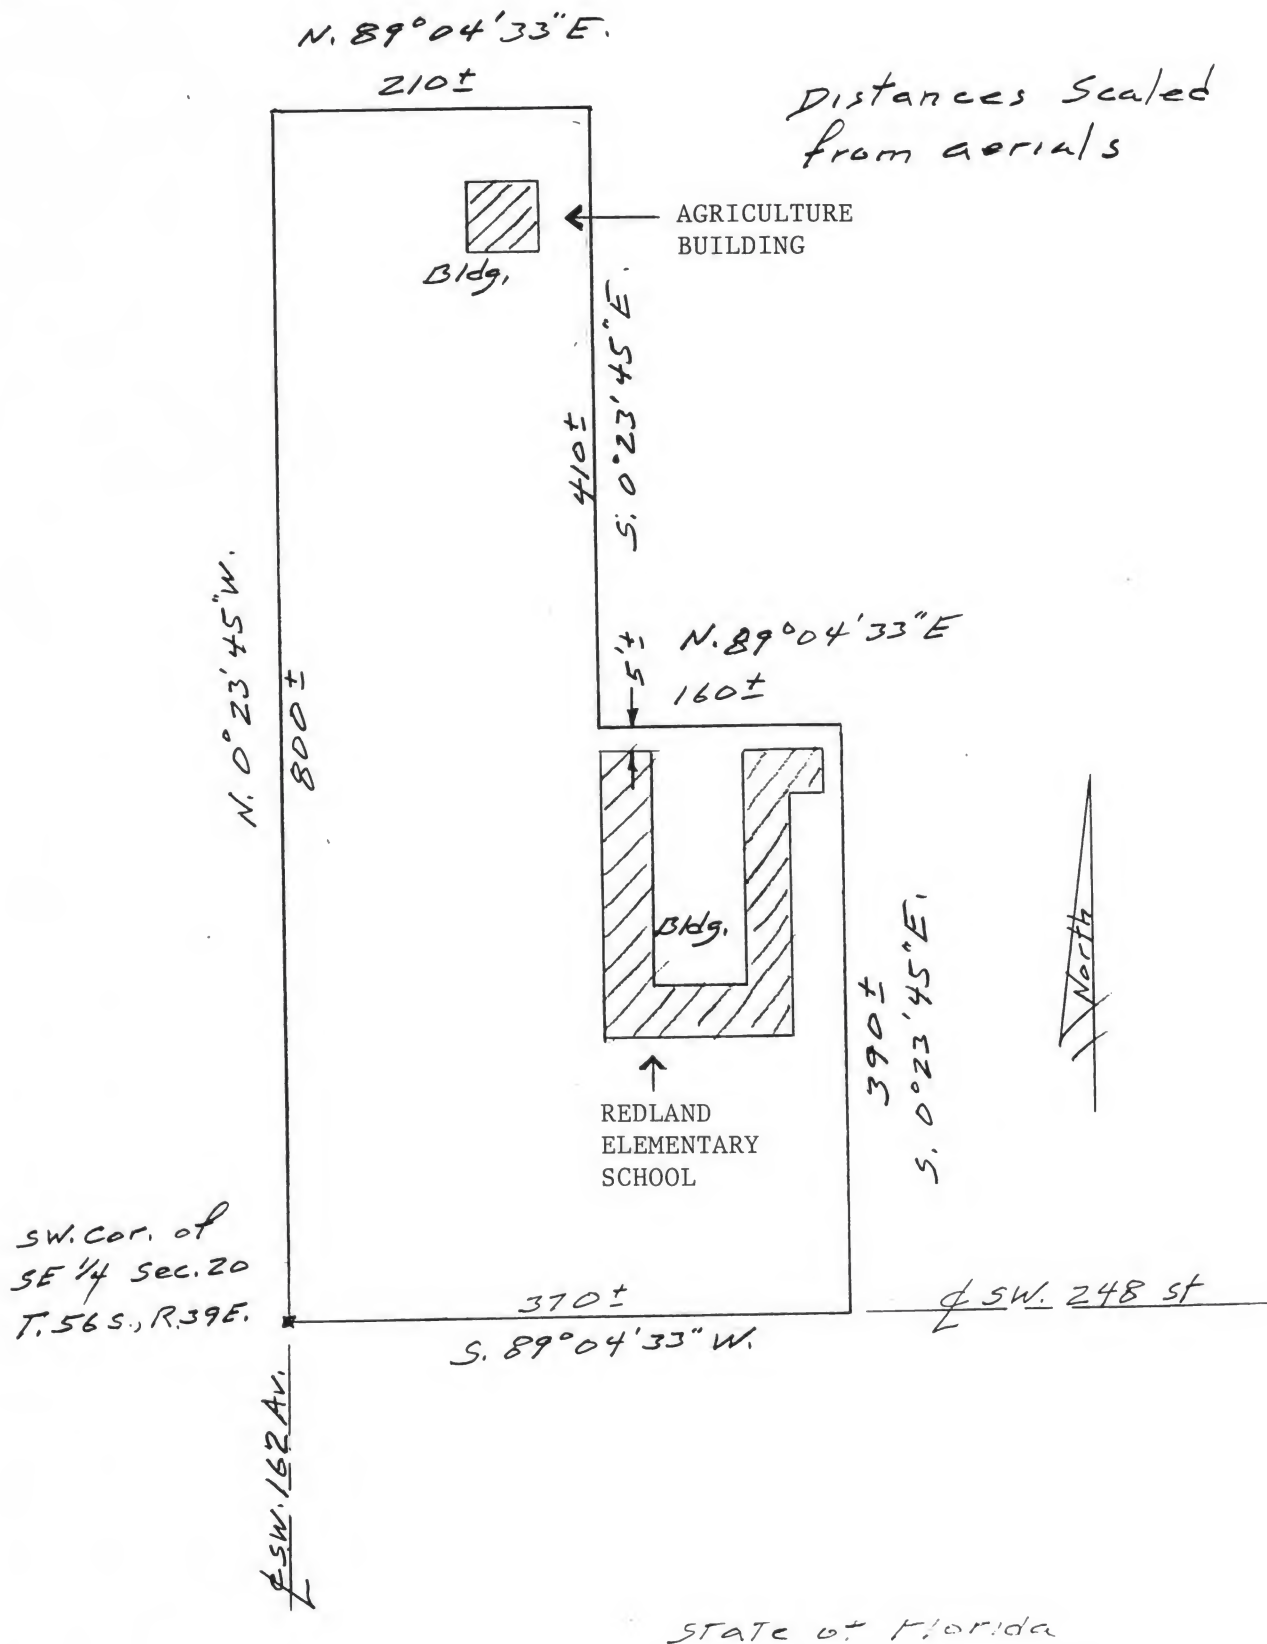 N. 89°04'33"E.
210±
Distances Scaled
from aerials
AGRICULTURE
BUILDING
Bldg.
S. 0°23'45"E.
410±
N. 0°23'45"W.
800±
5'±
N. 89°04'33"E
160±
Bldg.
390±
S. 0°23'45"E.
North
REDLAND
ELEMENTARY
SCHOOL
SW. Cor. of
SE 1/4 Sec. 20
T. 56 S., R. 39E.
370±
S. 89°04'33" W.
℄ SW. 248 st
℄ SW. 162 Av.
State of Florida